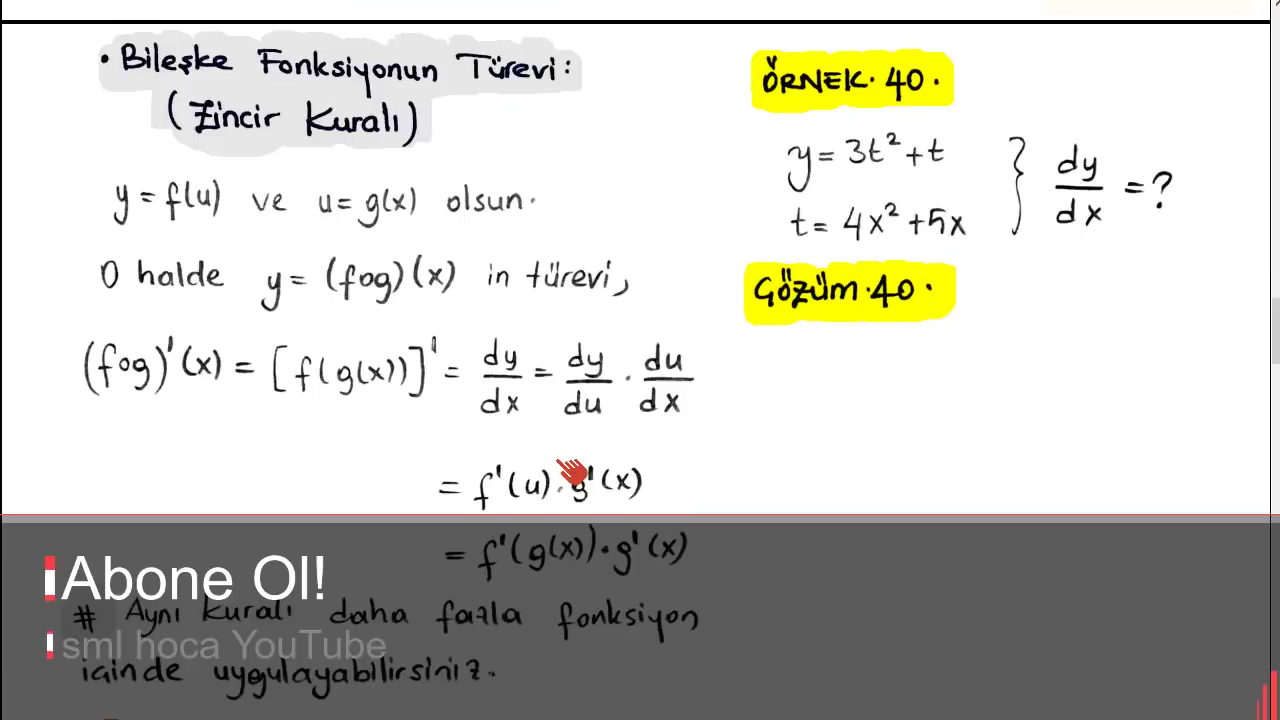 • Bileşke Fonksiyonun Türevi:
(Zincir Kuralı)
y = f(u) ve u = g(x) olsun.
O halde y = (fog)(x) in türevi,
(fog)'(x) = [f(g(x))]' = dy/dx = dy/du . du/dx
= f'(u) . g'(x)
= f'(g(x)) . g'(x)
# Aynı kuralı daha fazla fonksiyon
içinde uygulayabilirsiniz.
ÖRNEK. 40.
y = 3t² + t
t = 4x² + 5x
} dy/dx = ?
ÇÖZÜM. 40.
Abone Ol!
sml hoca YouTube